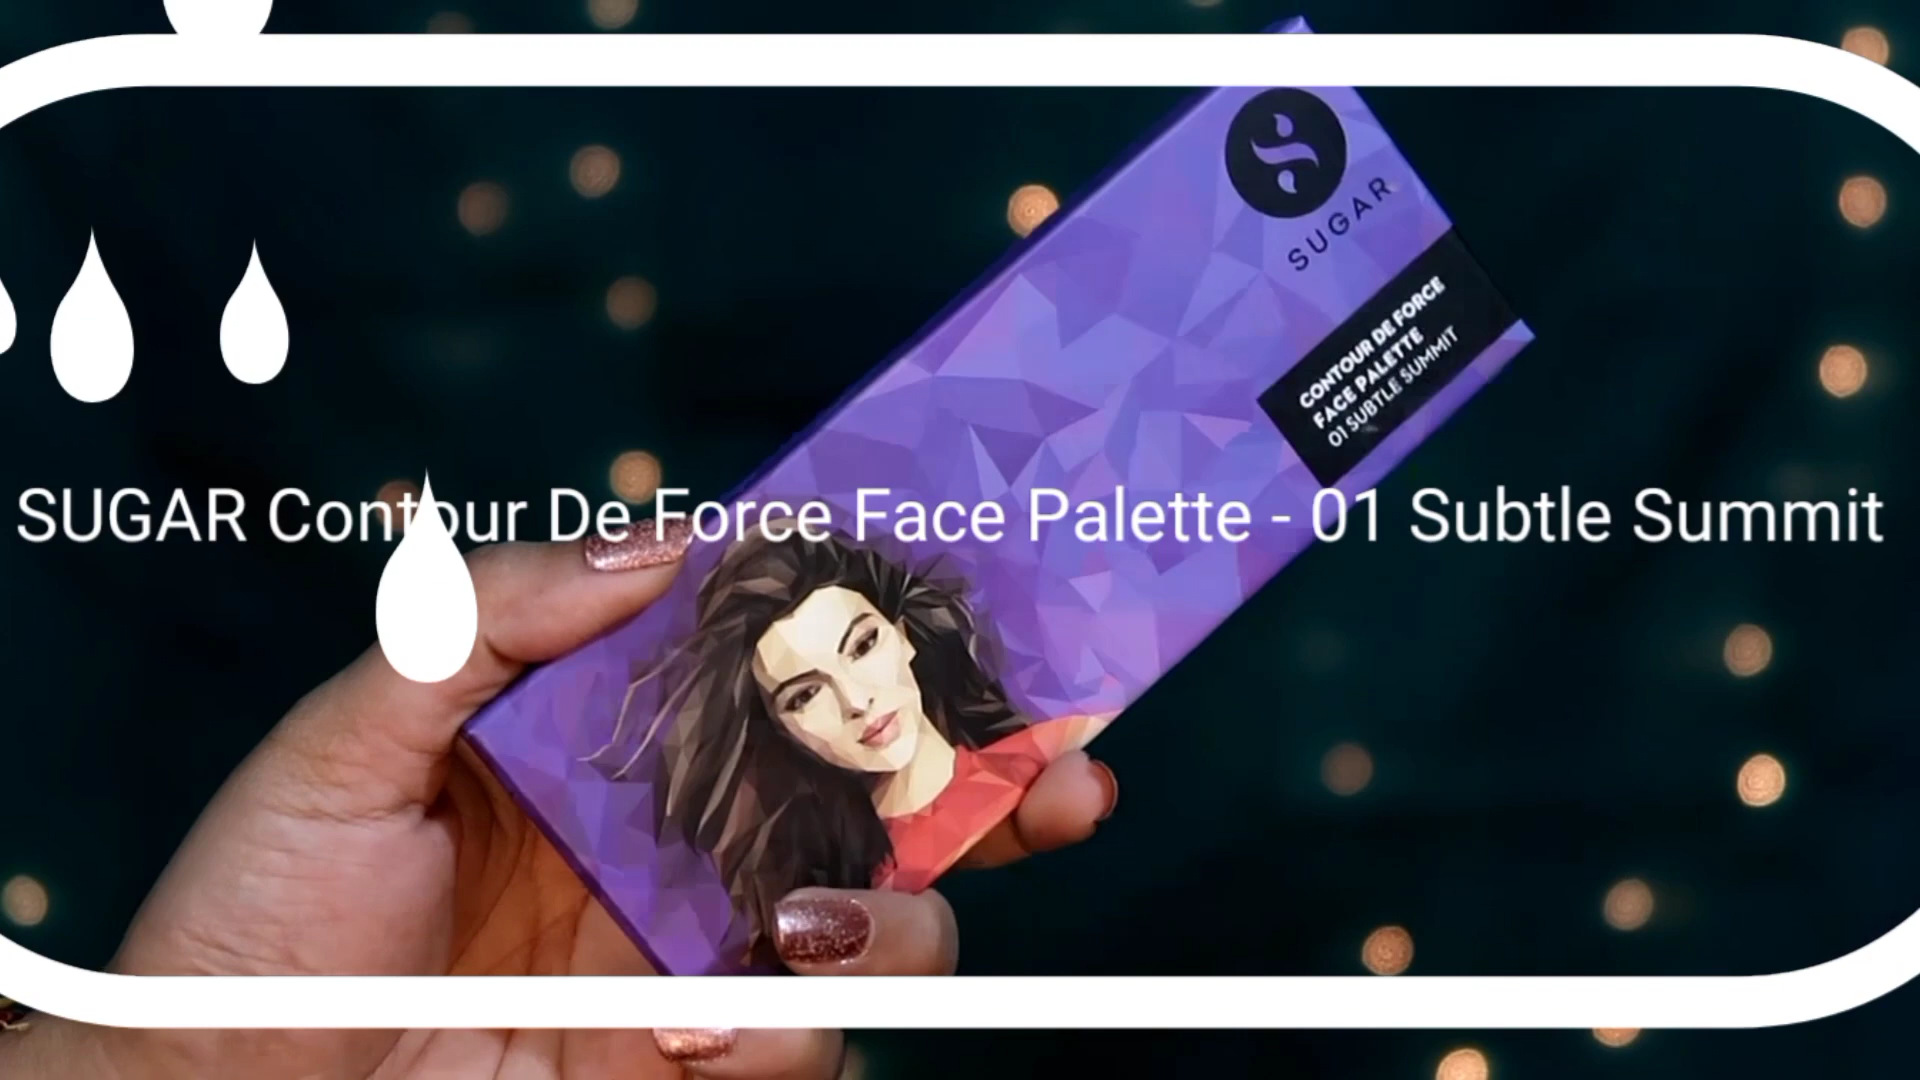 SUGAR
CONTOUR DE FORCE
FACE PALETTE
01 SUBTLE SUMMIT
SUGAR Contour De Force Face Palette - 01 Subtle Summit